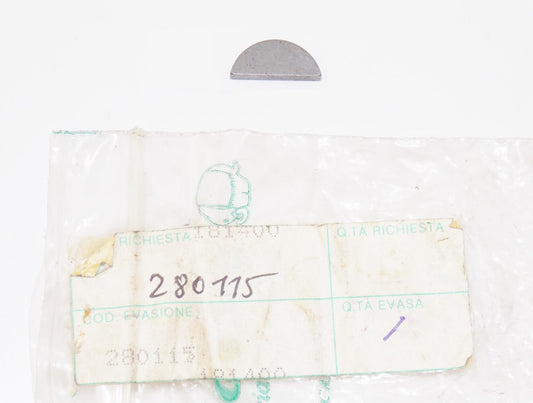 RICHIESTA 181400
Q.TA RICHIESTA
280115
COD. EVASIONE
Q.TA EVASA
280115
181400